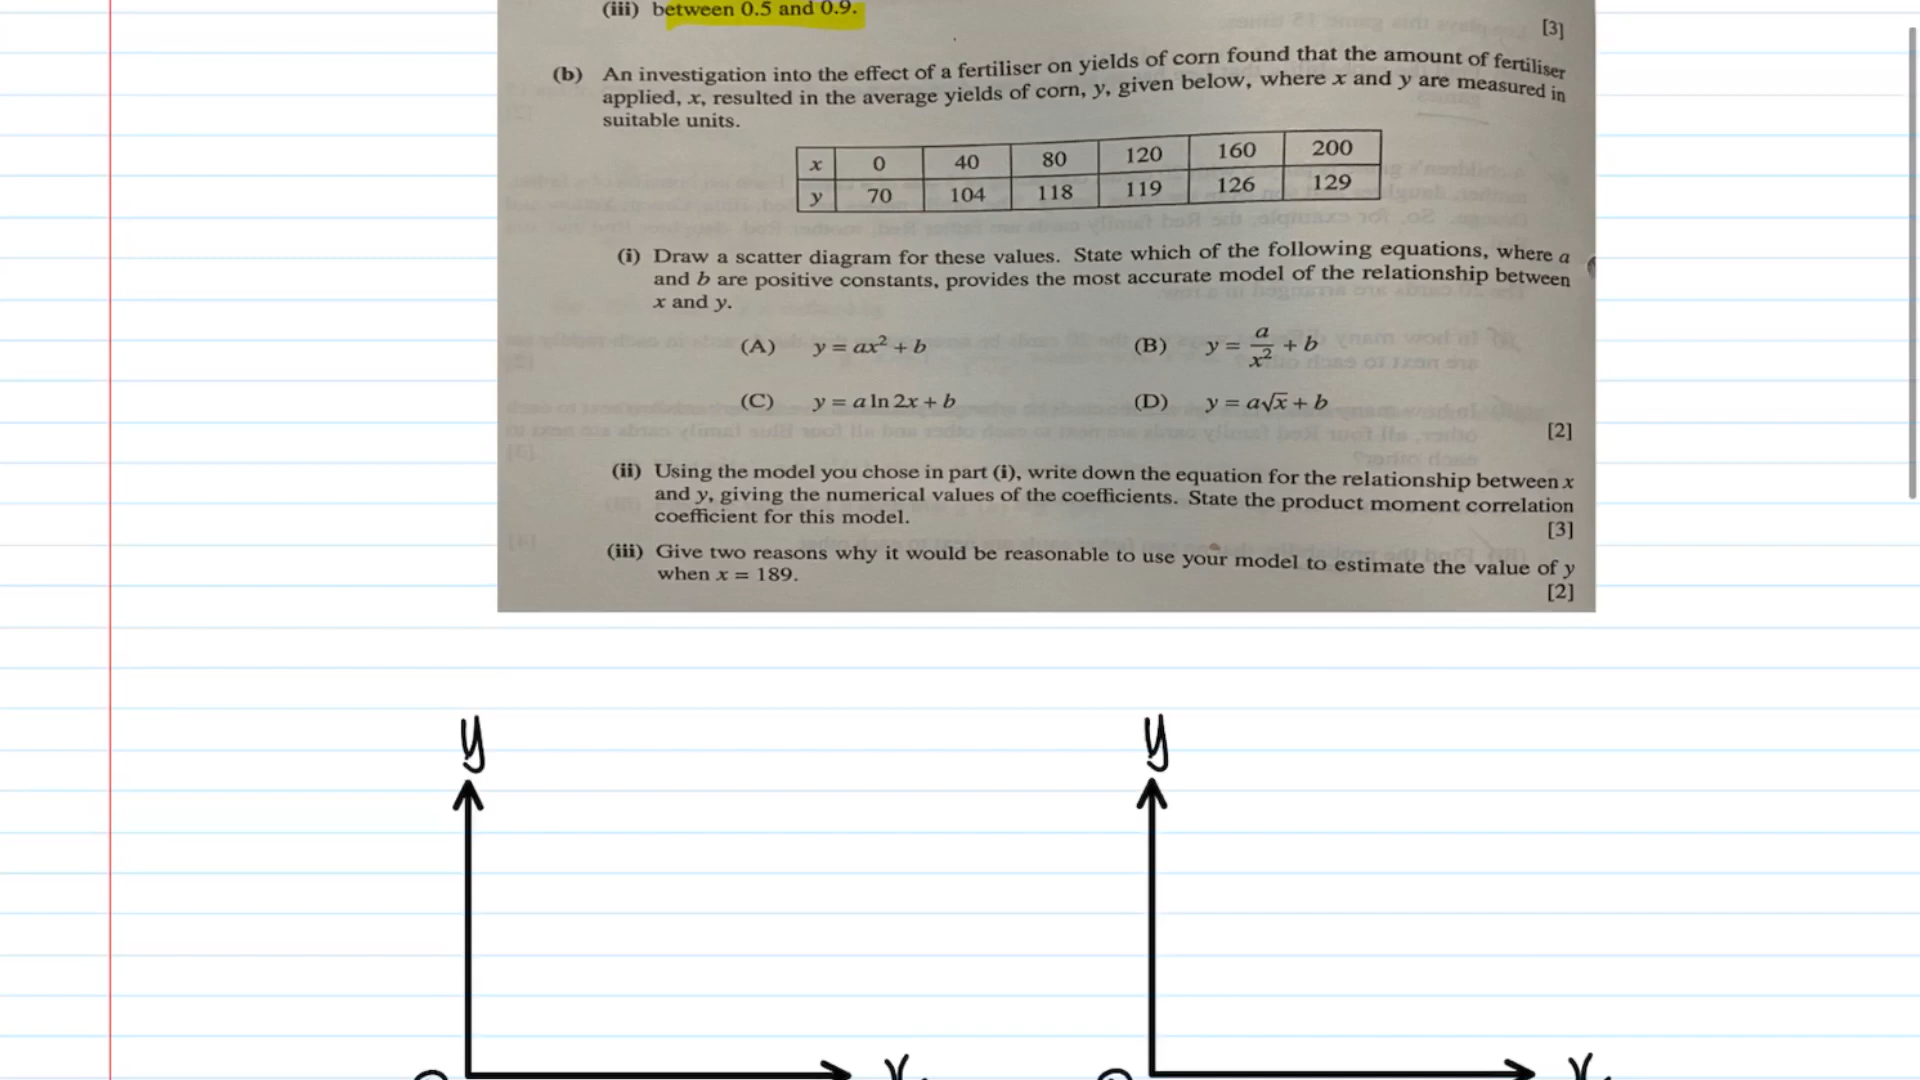 (iii) between 0.5 and 0.9.
[3]
(b) An investigation into the effect of a fertiliser on yields of corn found that the amount of fertiliser
applied, x, resulted in the average yields of corn, y, given below, where x and y are measured in
suitable units.
x 0 40 80 120 160 200
y 70 104 118 119 126 129
(i) Draw a scatter diagram for these values. State which of the following equations, where a
and b are positive constants, provides the most accurate model of the relationship between
x and y.
(A) y = ax² + b (B) y = a/x² + b
(C) y = a ln 2x + b (D) y = a√x + b
[2]
(ii) Using the model you chose in part (i), write down the equation for the relationship between x
and y, giving the numerical values of the coefficients. State the product moment correlation
coefficient for this model.
[3]
(iii) Give two reasons why it would be reasonable to use your model to estimate the value of y
when x = 189.
[2]
y y